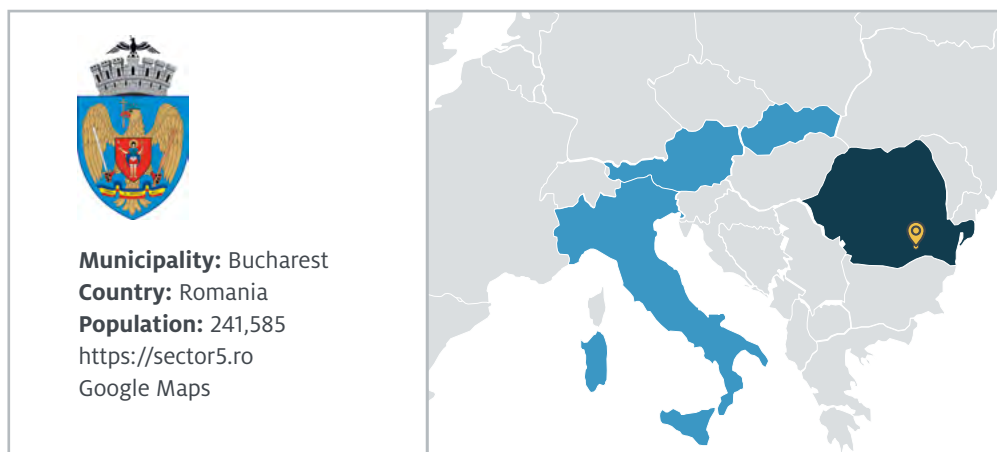 Municipality: Bucharest
Country: Romania
Population: 241,585
https://sector5.ro
Google Maps